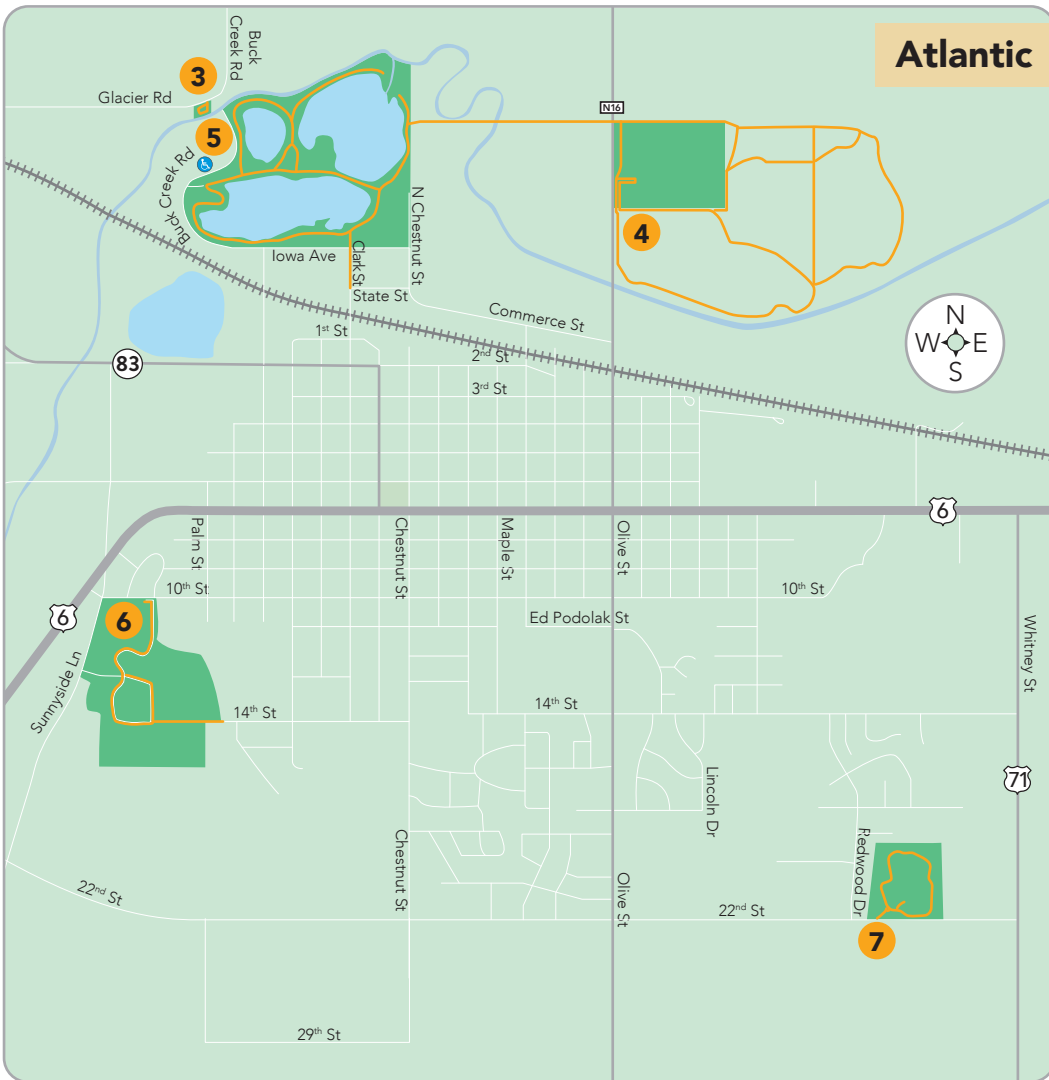 Atlantic
Buck
Creek Rd
3
Glacier Rd
N16
5
Buck Creek Rd
N Chestnut St
4
Iowa Ave
Clark St
State St
Commerce St
N
W E
S
1st St
2nd St
83
3rd St
6
Palm St
Chestnut St
Maple St
Olive St
10th St
10th St
6
6
Ed Podolak St
Whitney St
Sunnyside Ln
14th St
14th St
71
Lincoln Dr
Redwood Dr
Chestnut St
Olive St
22nd St
22nd St
7
29th St